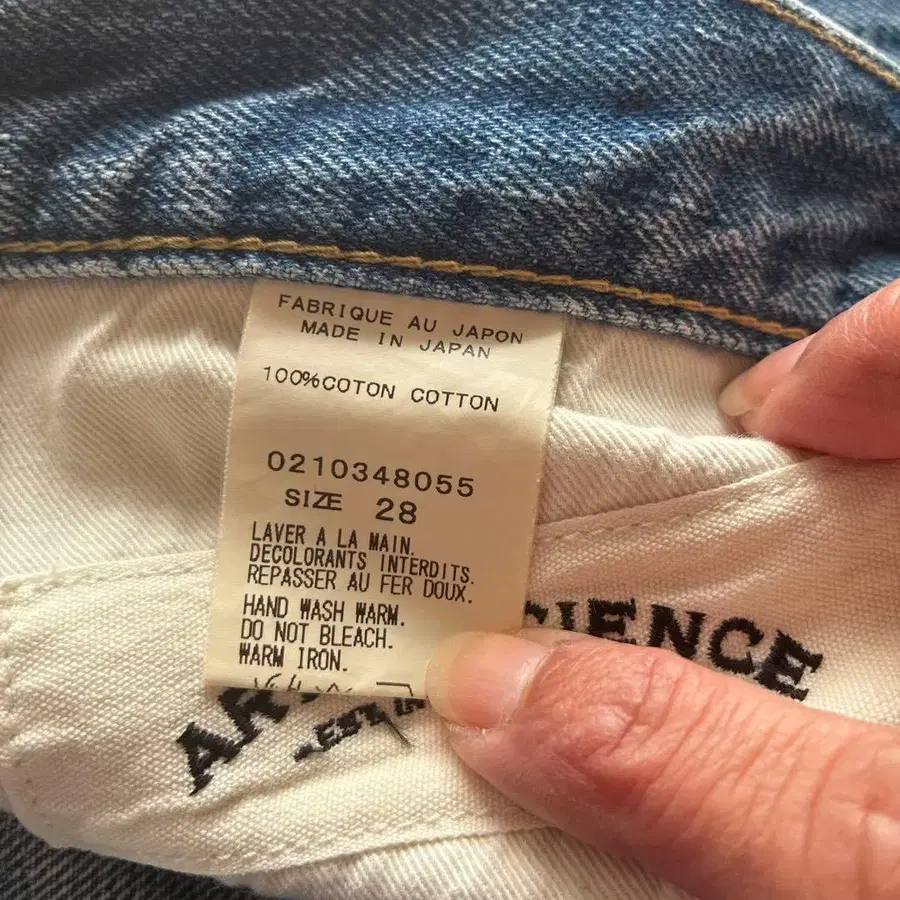 FABRIQUE AU JAPON
MADE IN JAPAN
100%COTON COTTON
0210348055
SIZE 28
LAVER A LA MAIN.
DECOLORANTS INTERDITS.
REPASSER AU FER DOUX.
HAND WASH WARM.
DO NOT BLEACH.
WARM IRON.